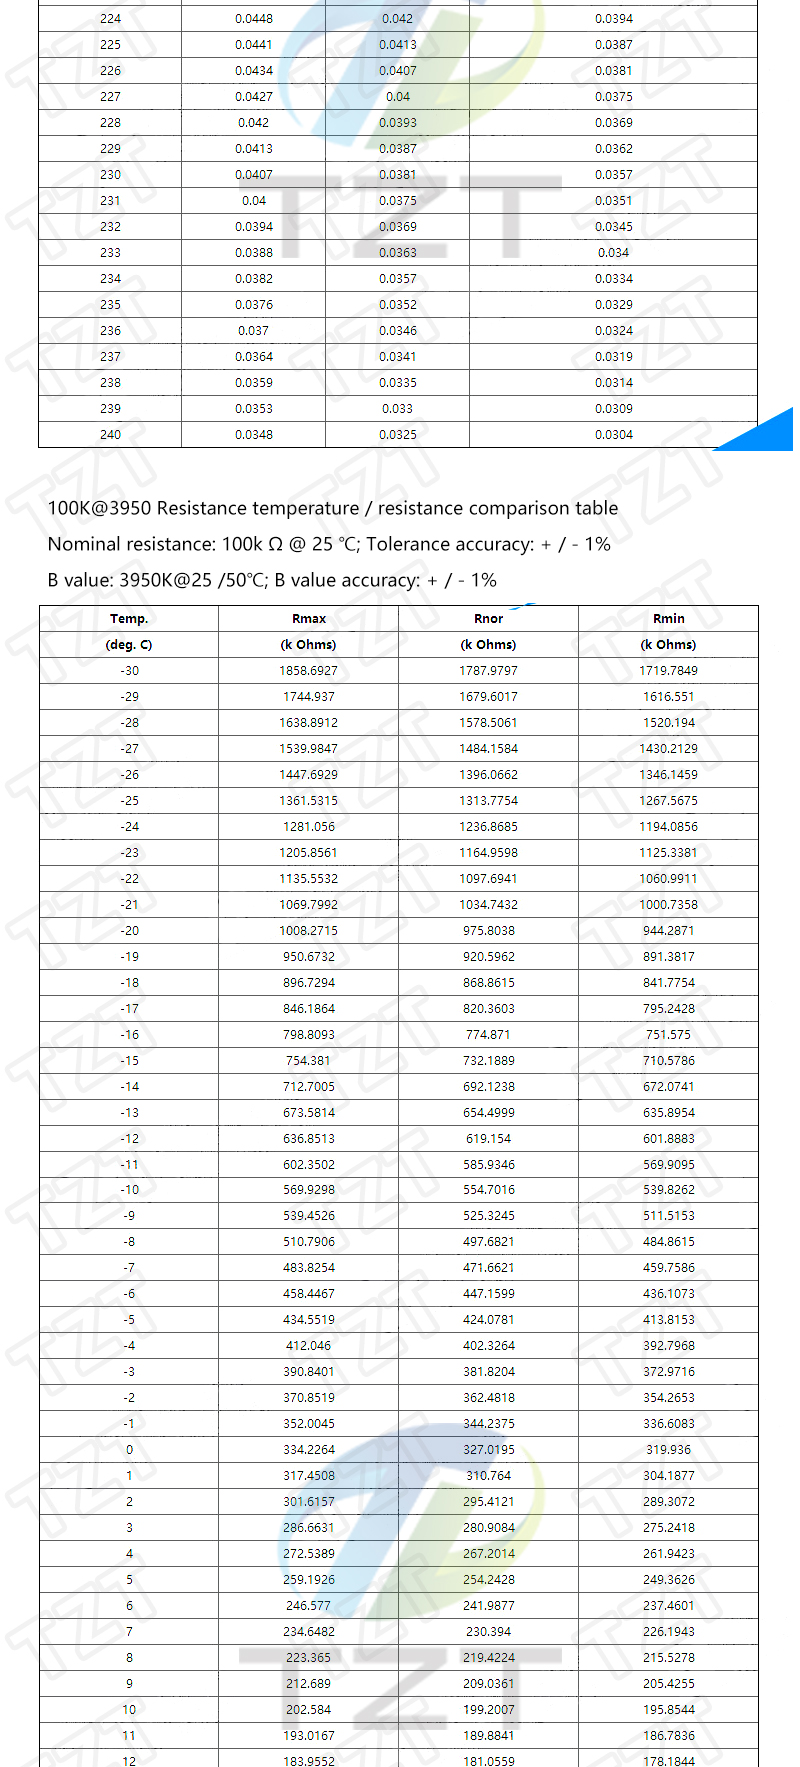 224 0.0448 0.042 0.0394
225 0.0441 0.0413 0.0387
226 0.0434 0.0407 0.0381
227 0.0427 0.04 0.0375
228 0.042 0.0393 0.0369
229 0.0413 0.0387 0.0362
230 0.0407 0.0381 0.0357
231 0.04 0.0375 0.0351
232 0.0394 0.0369 0.0345
233 0.0388 0.0363 0.034
234 0.0382 0.0357 0.0334
235 0.0376 0.0352 0.0329
236 0.037 0.0346 0.0324
237 0.0364 0.0341 0.0319
238 0.0359 0.0335 0.0314
239 0.0353 0.033 0.0309
240 0.0348 0.0325 0.0304
TZT
100K@3950 Resistance temperature / resistance comparison table
Nominal resistance: 100k Ω @ 25 ℃; Tolerance accuracy: + / - 1%
B value: 3950K@25 /50℃; B value accuracy: + / - 1%
Temp. Rmax Rnor Rmin
(deg. C) (k Ohms) (k Ohms) (k Ohms)
-30 1858.6927 1787.9797 1719.7849
-29 1744.937 1679.6017 1616.551
-28 1638.8912 1578.5061 1520.194
-27 1539.9847 1484.1584 1430.2129
-26 1447.6929 1396.0662 1346.1459
-25 1361.5315 1313.7754 1267.5675
-24 1281.056 1236.8685 1194.0856
-23 1205.8561 1164.9598 1125.3381
-22 1135.5532 1097.6941 1060.9911
-21 1069.7992 1034.7432 1000.7358
-20 1008.2715 975.8038 944.2871
-19 950.6732 920.5962 891.3817
-18 896.7294 868.8615 841.7754
-17 846.1864 820.3603 795.2428
-16 798.8093 774.871 751.575
-15 754.381 732.1889 710.5786
-14 712.7005 692.1238 672.0741
-13 673.5814 654.4999 635.8954
-12 636.8513 619.154 601.8883
-11 602.3502 585.9346 569.9095
-10 569.9298 554.7016 539.8262
-9 539.4526 525.3245 511.5153
-8 510.7906 497.6821 484.8615
-7 483.8254 471.6621 459.7586
-6 458.4467 447.1599 436.1073
-5 434.5519 424.0781 413.8153
-4 412.046 402.3264 392.7968
-3 390.8401 381.8204 372.9716
-2 370.8519 362.4818 354.2653
-1 352.0045 344.2375 336.6083
0 334.2264 327.0195 319.936
1 317.4508 310.764 304.1877
2 301.6157 295.4121 289.3072
3 286.6631 280.9084 275.2418
4 272.5389 267.2014 261.9423
5 259.1926 254.2428 249.3626
6 246.577 241.9877 237.4601
7 234.6482 230.394 226.1943
8 223.365 219.4224 215.5278
9 212.689 209.0361 205.4255
10 202.584 199.2007 195.8544
11 193.0167 189.8841 186.7836
12 183.9552 181.0559 178.1844
TZT